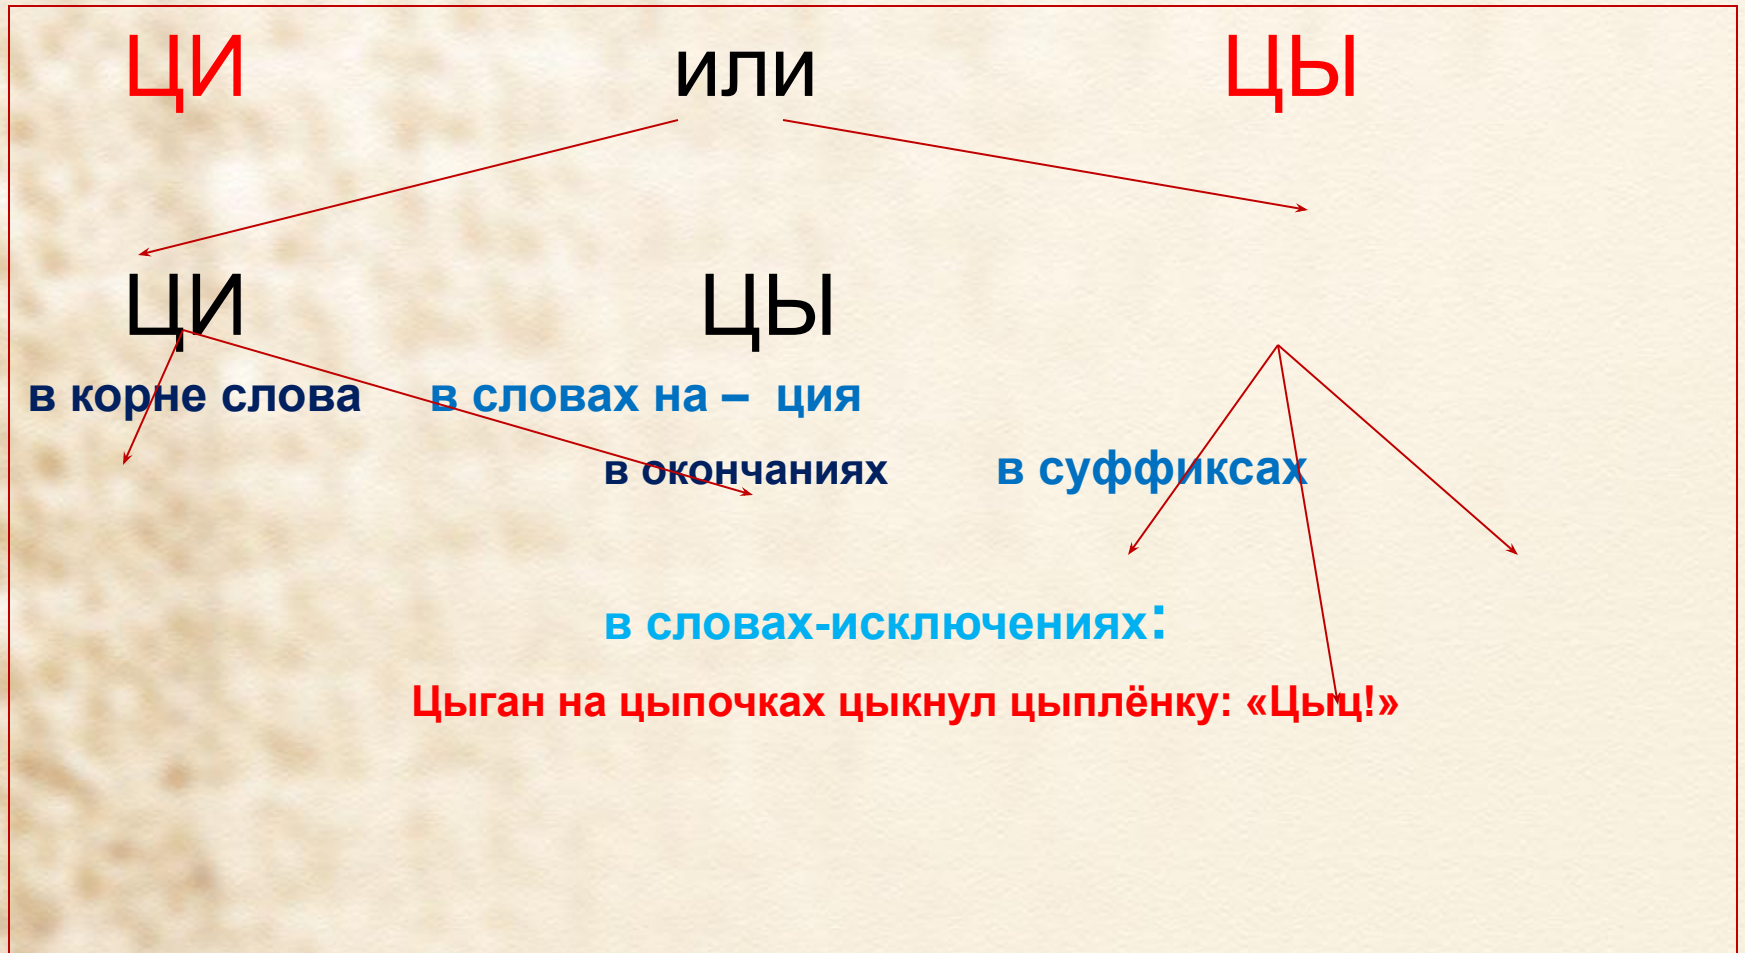 ЦИ или ЦЫ
ЦИ ЦЫ
в корне слова в словах на – ция
в окончаниях в суффиксах
в словах-исключениях:
Цыган на цыпочках цыкнул цыплёнку: «Цыц!»